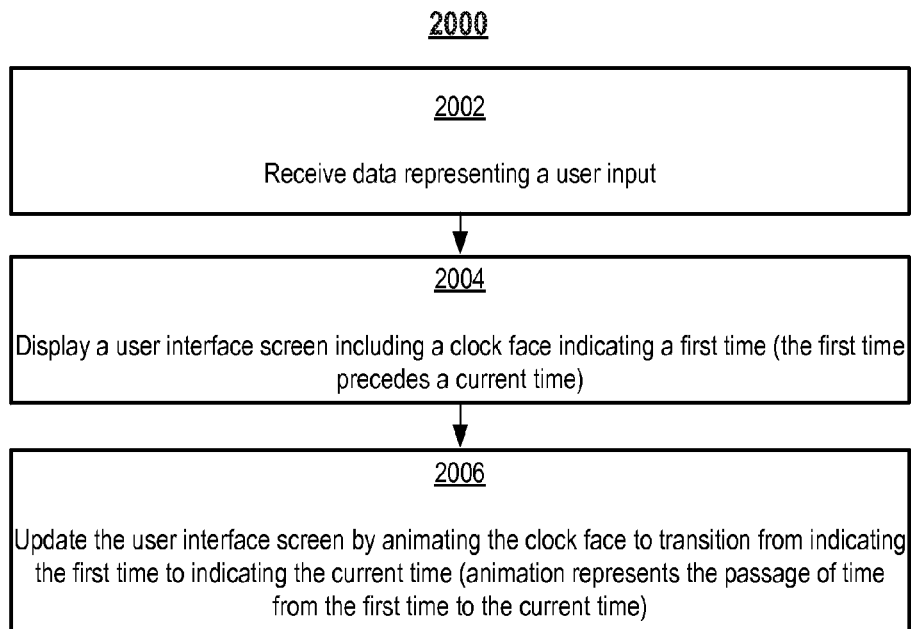 2000
2002
Receive data representing a user input
2004
Display a user interface screen including a clock face indicating a first time (the first time
precedes a current time)
2006
Update the user interface screen by animating the clock face to transition from indicating
the first time to indicating the current time (animation represents the passage of time
from the first time to the current time)